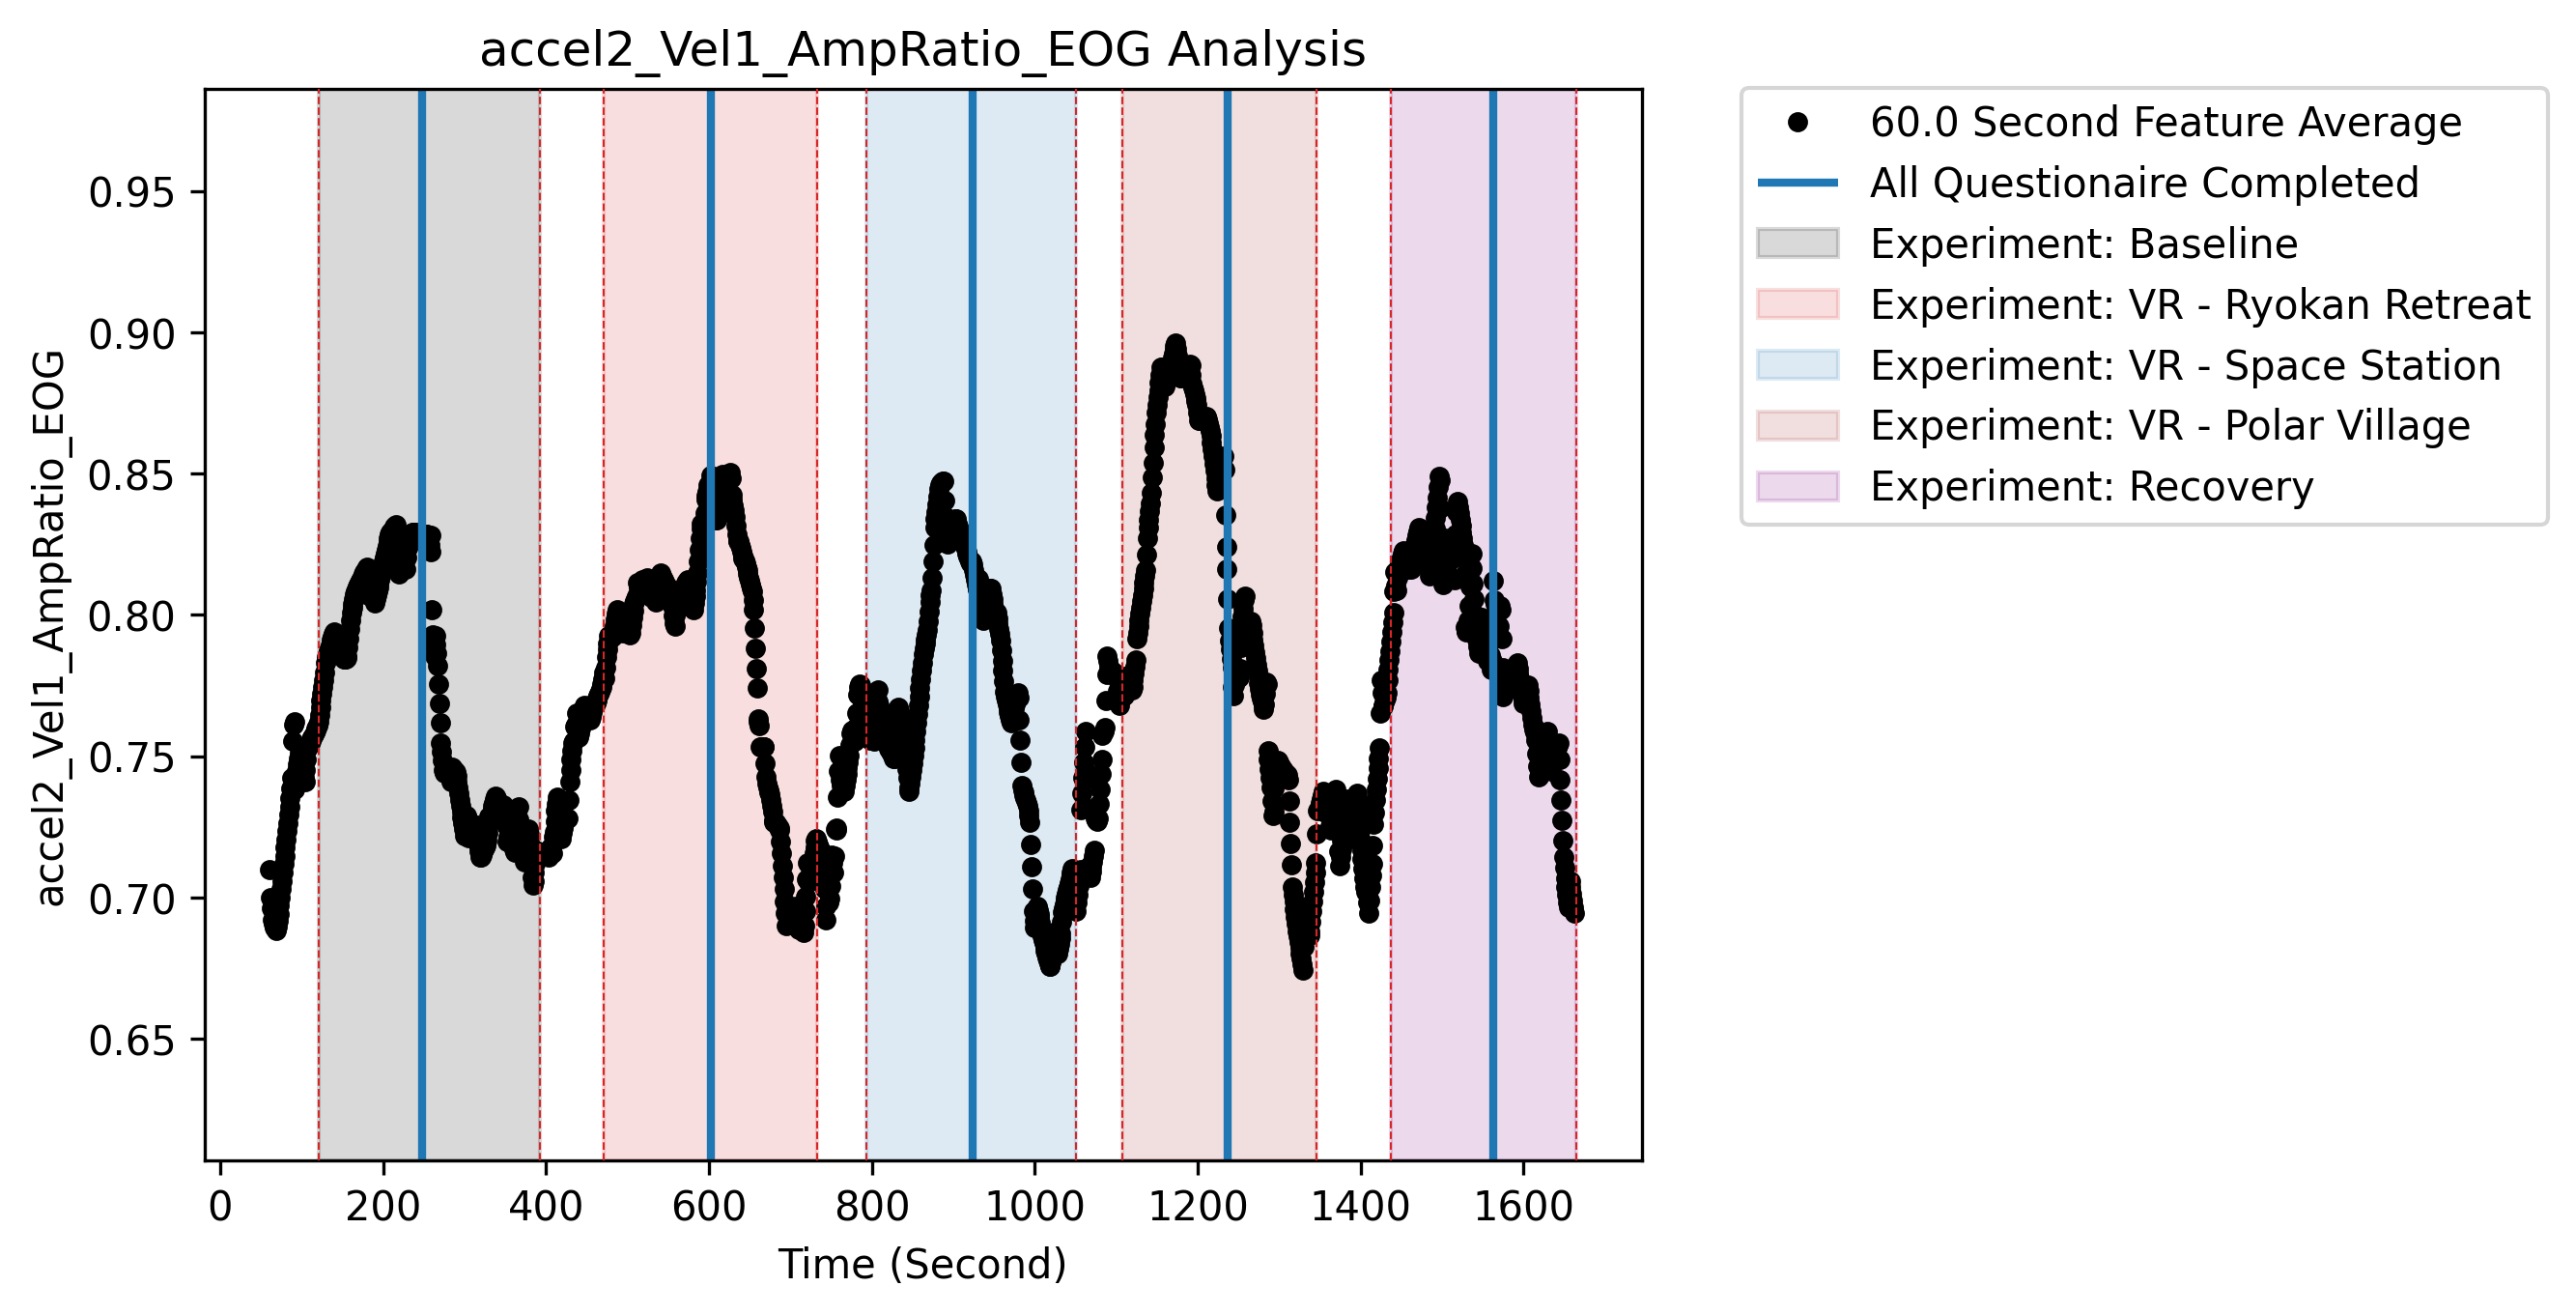 accel2_Vel1_AmpRatio_EOG Analysis
accel2_Vel1_AmpRatio_EOG
0.95
0.90
0.85
0.80
0.75
0.70
0.65
0 200 400 600 800 1000 1200 1400 1600
Time (Second)
60.0 Second Feature Average
All Questionaire Completed
Experiment: Baseline
Experiment: VR - Ryokan Retreat
Experiment: VR - Space Station
Experiment: VR - Polar Village
Experiment: Recovery